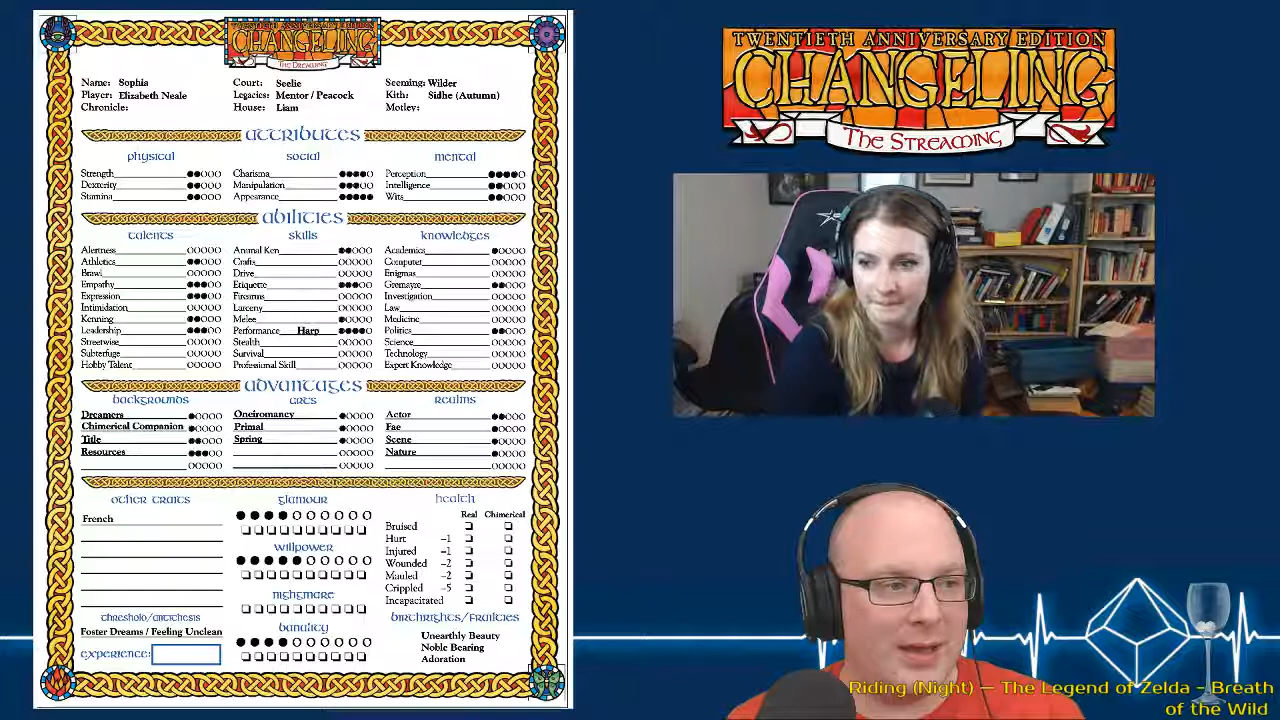 TWENTIETH ANNIVERSARY EDITION
CHANGELING
THE DREAMING
Name: Sophia
Player: Elizabeth Neale
Chronicle:
Court: Seelie
Legacies: Mentor / Peacock
House: Liam
Seeming: Wilder
Kith: Sidhe (Autumn)
Motley:
Attributes
Physical
Social
Mental
Strength
Dexterity
Stamina
Charisma
Manipulation
Appearance
Perception
Intelligence
Wits
Abilities
Talents
Skills
Knowledges
Alertness
Athletics
Brawl
Empathy
Expression
Intimidation
Kenning
Leadership
Streetwise
Subterfuge
Hobby Talent
Animal Ken
Crafts
Drive
Etiquette
Firearms
Larceny
Melee
Performance Harp
Stealth
Survival
Professional Skill
Academics
Computer
Enigmas
Gremayre
Investigation
Law
Medicine
Politics
Science
Technology
Expert Knowledge
Advantages
Backgrounds
Arts
Realms
Dreamers
Chimerical Companion
Title
Resources
Oneiromancy
Primal
Spring
Actor
Fae
Scene
Nature
Other Traits
French
Threshold/Antithesis
Foster Dreams / Feeling Unclean
Experience:
Glamour
Willpower
Nightmare
Banality
Health
Real Chimerical
Bruised
Hurt -1
Injured -1
Wounded -2
Mauled -2
Crippled -5
Incapacitated
Birthrights/Frailties
Unearthly Beauty
Noble Bearing
Adoration
TWENTIETH ANNIVERSARY EDITION
CHANGELING
The Streaming
Riding (Night) — The Legend of Zelda - Breath
of the Wild